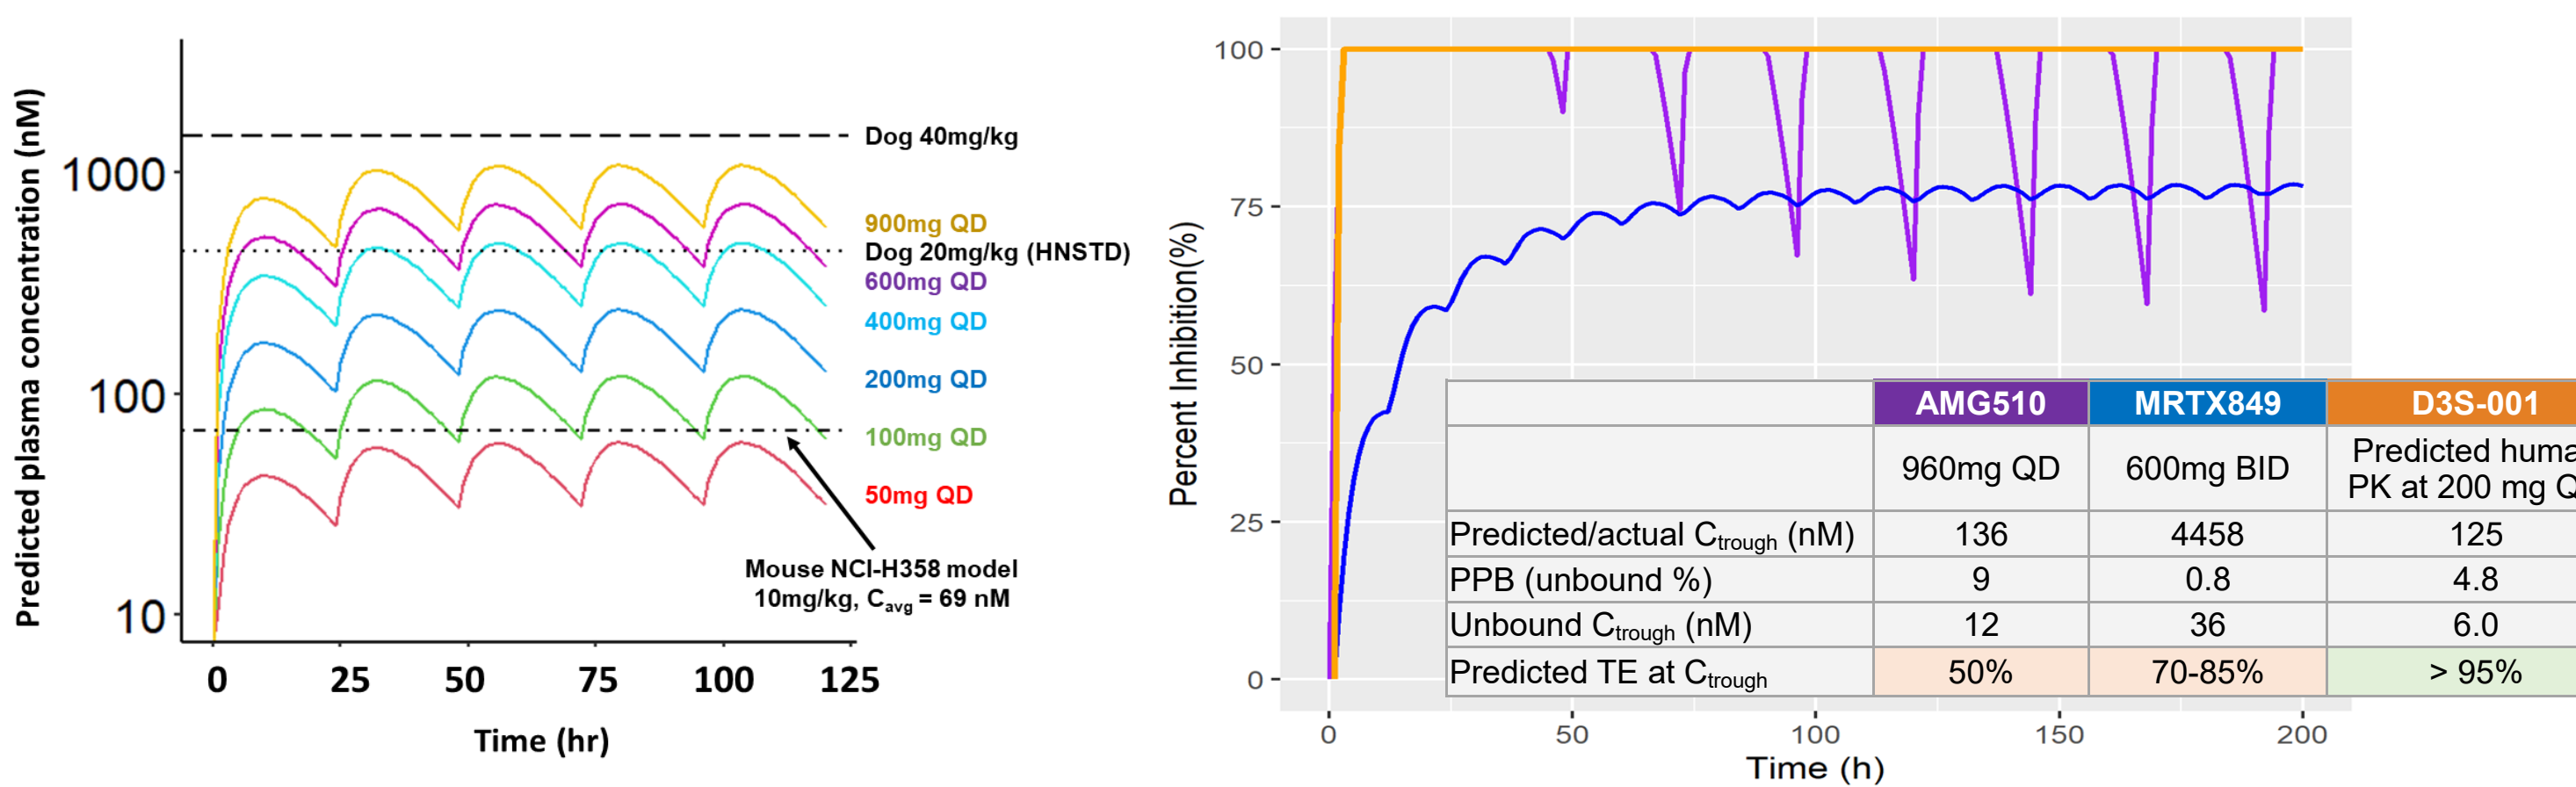 Predicted plasma concentration (nM)
1000
100
10
0 25 50 75 100 125
Time (hr)
Dog 40mg/kg
900mg QD
Dog 20mg/kg (HNSTD)
600mg QD
400mg QD
200mg QD
100mg QD
50mg QD
Mouse NCI-H358 model
10mg/kg, Cavg = 69 nM
Percent Inhibition(%)
100
75
50
25
0
0 50 100 150 200
Time (h)
AMG510 MRTX849 D3S-001
960mg QD 600mg BID Predicted huma
PK at 200 mg Q
Predicted/actual Ctrough (nM) 136 4458 125
PPB (unbound %) 9 0.8 4.8
Unbound Ctrough (nM) 12 36 6.0
Predicted TE at Ctrough 50% 70-85% > 95%